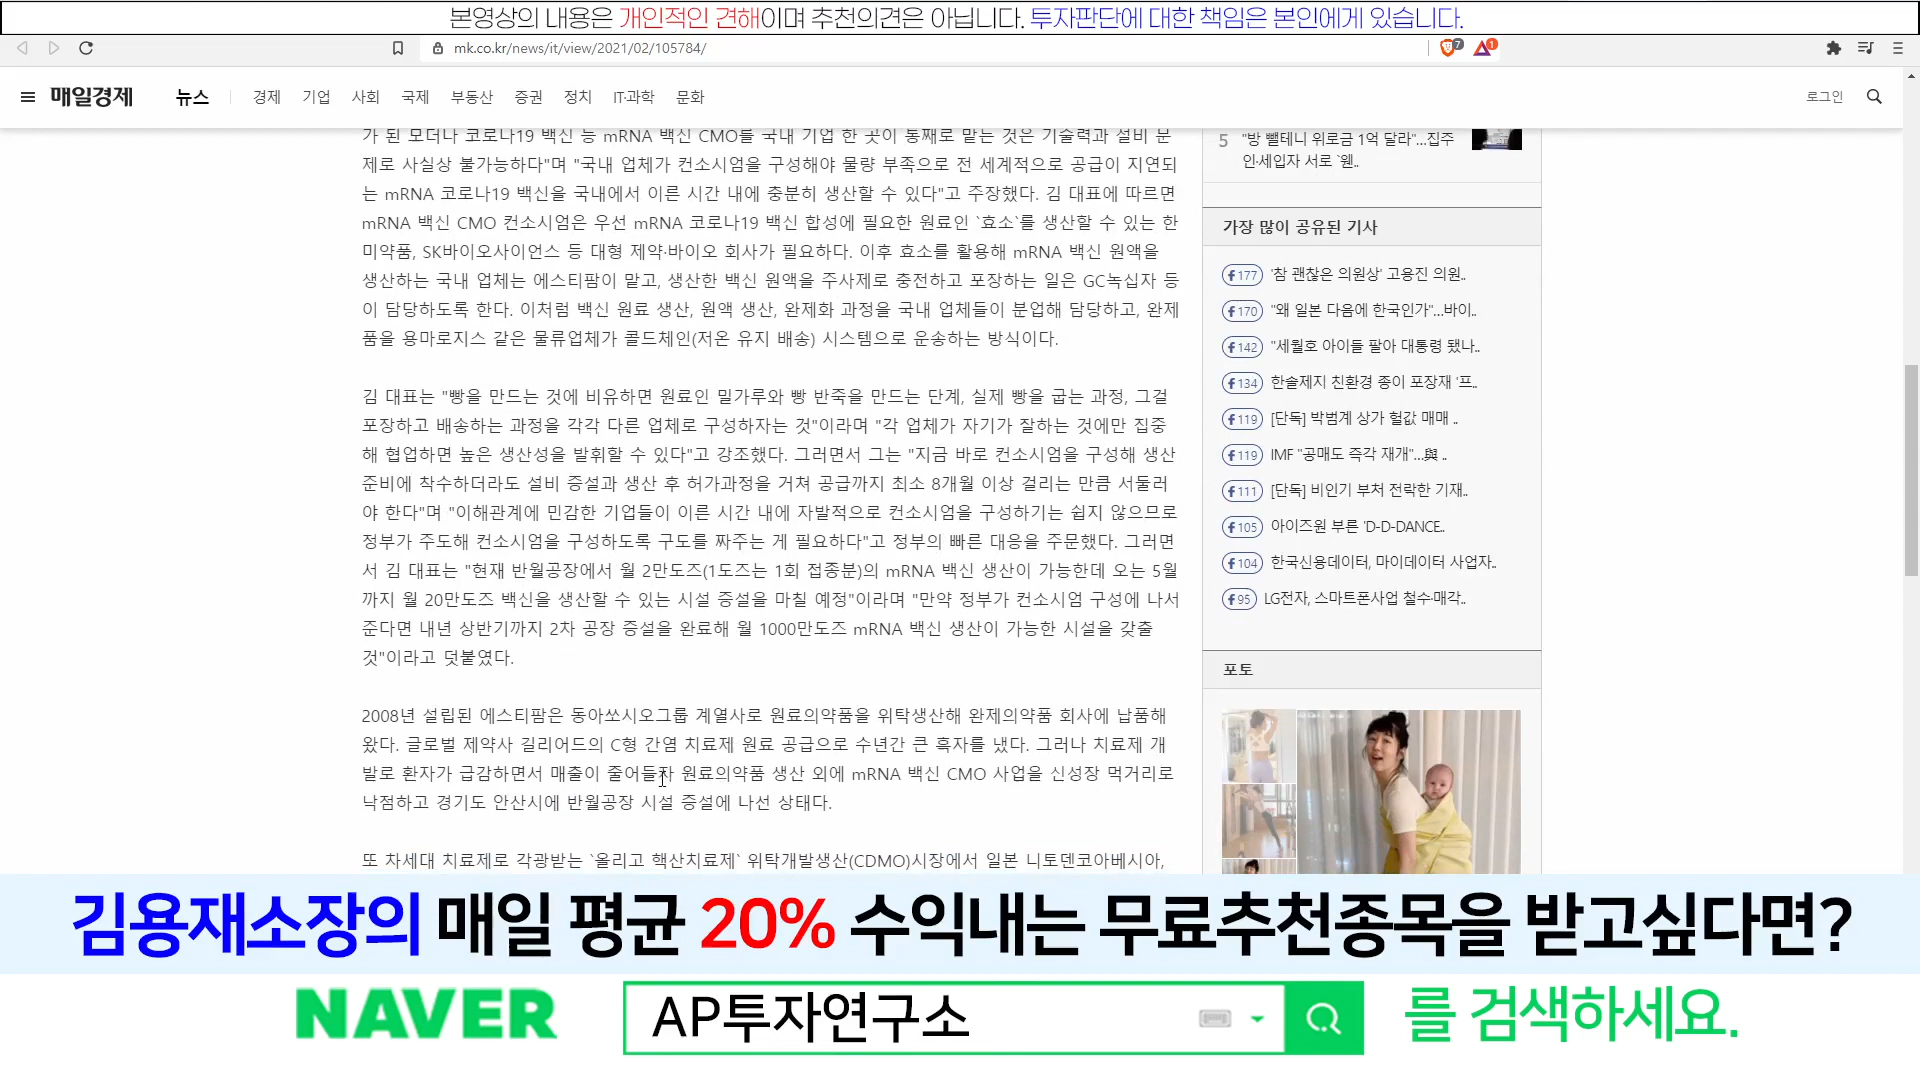 본영상의 내용은 개인적인 견해이며 추천의견은 아닙니다. 투자판단에 대한 책임은 본인에게 있습니다.
mk.co.kr/news/it/view/2021/02/105784/
7
1
매일경제
뉴스
경제 기업 사회 국제 부동산 증권 정치 IT·과학 문화
로그인
가 된 모더나 코로나19 백신 등 mRNA 백신 CMO를 국내 기업 한 곳이 통째로 맡는 것은 기술력과 설비 문
제로 사실상 불가능하다"며 "국내 업체가 컨소시엄을 구성해야 물량 부족으로 전 세계적으로 공급이 지연되
는 mRNA 코로나19 백신을 국내에서 이른 시간 내에 충분히 생산할 수 있다"고 주장했다. 김 대표에 따르면
mRNA 백신 CMO 컨소시엄은 우선 mRNA 코로나19 백신 합성에 필요한 원료인 `효소`를 생산할 수 있는 한
미약품, SK바이오사이언스 등 대형 제약·바이오 회사가 필요하다. 이후 효소를 활용해 mRNA 백신 원액을
생산하는 국내 업체는 에스티팜이 맡고, 생산한 백신 원액을 주사제로 충전하고 포장하는 일은 GC녹십자 등
이 담당하도록 한다. 이처럼 백신 원료 생산, 원액 생산, 완제화 과정을 국내 업체들이 분업해 담당하고, 완제
품을 용마로지스 같은 물류업체가 콜드체인(저온 유지 배송) 시스템으로 운송하는 방식이다.
김 대표는 "빵을 만드는 것에 비유하면 원료인 밀가루와 빵 반죽을 만드는 단계, 실제 빵을 굽는 과정, 그걸
포장하고 배송하는 과정을 각각 다른 업체로 구성하자는 것"이라며 "각 업체가 자기가 잘하는 것에만 집중
해 협업하면 높은 생산성을 발휘할 수 있다"고 강조했다. 그러면서 그는 "지금 바로 컨소시엄을 구성해 생산
준비에 착수하더라도 설비 증설과 생산 후 허가과정을 거쳐 공급까지 최소 8개월 이상 걸리는 만큼 서둘러
야 한다"며 "이해관계에 민감한 기업들이 이른 시간 내에 자발적으로 컨소시엄을 구성하기는 쉽지 않으므로
정부가 주도해 컨소시엄을 구성하도록 구도를 짜주는 게 필요하다"고 정부의 빠른 대응을 주문했다. 그러면
서 김 대표는 "현재 반월공장에서 월 2만도즈(1도즈는 1회 접종분)의 mRNA 백신 생산이 가능한데 오는 5월
까지 월 20만도즈 백신을 생산할 수 있는 시설 증설을 마칠 예정"이라며 "만약 정부가 컨소시엄 구성에 나서
준다면 내년 상반기까지 2차 공장 증설을 완료해 월 1000만도즈 mRNA 백신 생산이 가능한 시설을 갖출
것"이라고 덧붙였다.
2008년 설립된 에스티팜은 동아쏘시오그룹 계열사로 원료의약품을 위탁생산해 완제의약품 회사에 납품해
왔다. 글로벌 제약사 길리어드의 C형 간염 치료제 원료 공급으로 수년간 큰 흑자를 냈다. 그러나 치료제 개
발로 환자가 급감하면서 매출이 줄어들자 원료의약품 생산 외에 mRNA 백신 CMO 사업을 신성장 먹거리로
낙점하고 경기도 안산시에 반월공장 시설 증설에 나선 상태다.
또 차세대 치료제로 각광받는 `올리고 핵산치료제` 위탁개발생산(CDMO)시장에서 일본 니토덴코아베시아,
5 "방 뺄테니 위로금 1억 달라"…집주
인·세입자 서로 `웬..
가장 많이 공유된 기사
177 '참 괜찮은 의원상' 고용진 의원..
170 "왜 일본 다음에 한국인가"…바이..
142 "세월호 아이들 팔아 대통령 됐나..
134 한솔제지 친환경 종이 포장재 '프..
119 [단독] 박범계 상가 헐값 매매 ..
119 IMF "공매도 즉각 재개"…與 ..
111 [단독] 비인기 부처 전락한 기재..
105 아이즈원 부른 'D-D-DANCE..
104 한국신용데이터, 마이데이터 사업자..
95 LG전자, 스마트폰사업 철수·매각..
포토
김용재소장의 매일 평균 20% 수익내는 무료추천종목을 받고싶다면?
NAVER AP투자연구소 를 검색하세요.